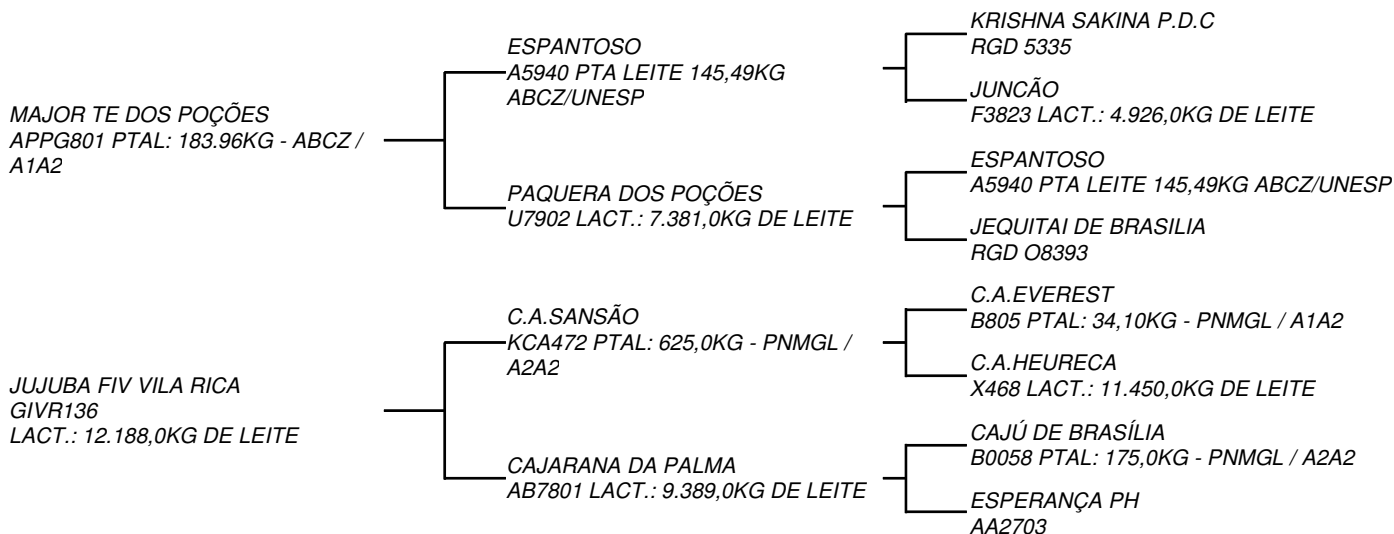 MAJOR TE DOS POÇÕES
APPG801 PTAL: 183.96KG - ABCZ /
A1A2
ESPANTOSO
A5940 PTA LEITE 145,49KG
ABCZ/UNESP
KRISHNA SAKINA P.D.C
RGD 5335
JUNCÃO
F3823 LACT.: 4.926,0KG DE LEITE
PAQUERA DOS POÇÕES
U7902 LACT.: 7.381,0KG DE LEITE
ESPANTOSO
A5940 PTA LEITE 145,49KG ABCZ/UNESP
JEQUITAI DE BRASILIA
RGD O8393
JUJUBA FIV VILA RICA
GIVR136
LACT.: 12.188,0KG DE LEITE
C.A.SANSÃO
KCA472 PTAL: 625,0KG - PNMGL /
A2A2
C.A.EVEREST
B805 PTAL: 34,10KG - PNMGL / A1A2
C.A.HEURECA
X468 LACT.: 11.450,0KG DE LEITE
CAJARANA DA PALMA
AB7801 LACT.: 9.389,0KG DE LEITE
CAJÚ DE BRASÍLIA
B0058 PTAL: 175,0KG - PNMGL / A2A2
ESPERANÇA PH
AA2703